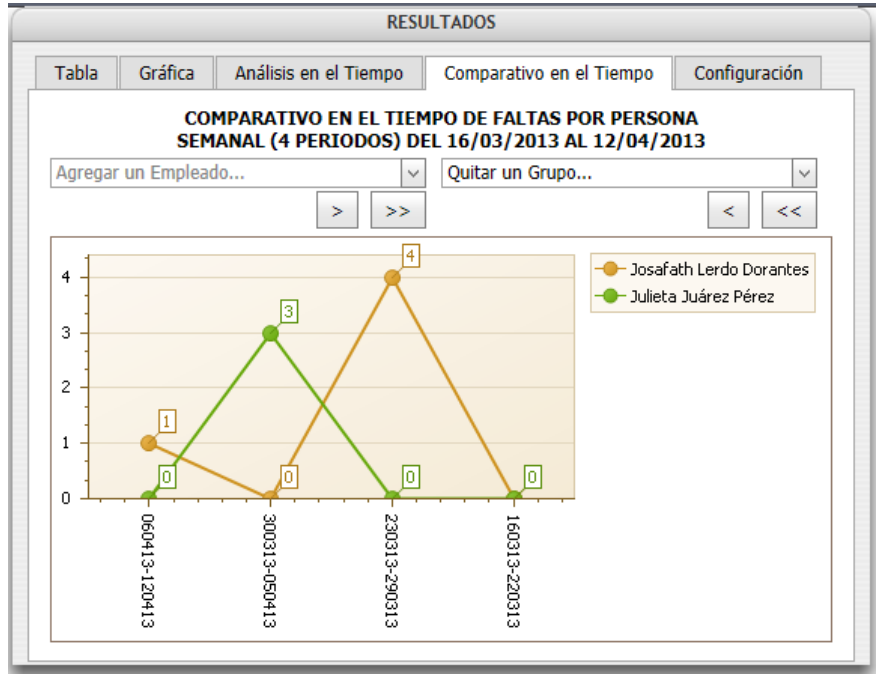 RESULTADOS
Tabla Gráfica Análisis en el Tiempo Comparativo en el Tiempo Configuración
COMPARATIVO EN EL TIEMPO DE FALTAS POR PERSONA
SEMANAL (4 PERIODOS) DEL 16/03/2013 AL 12/04/2013
Agregar un Empleado... Quitar un Grupo...
> >> < <<
4
3
2
1
0
1
0
3
0
4
0
0
060413-120413
300313-050413
230313-290313
160313-220313
Josafath Lerdo Dorantes
Julieta Juárez Pérez